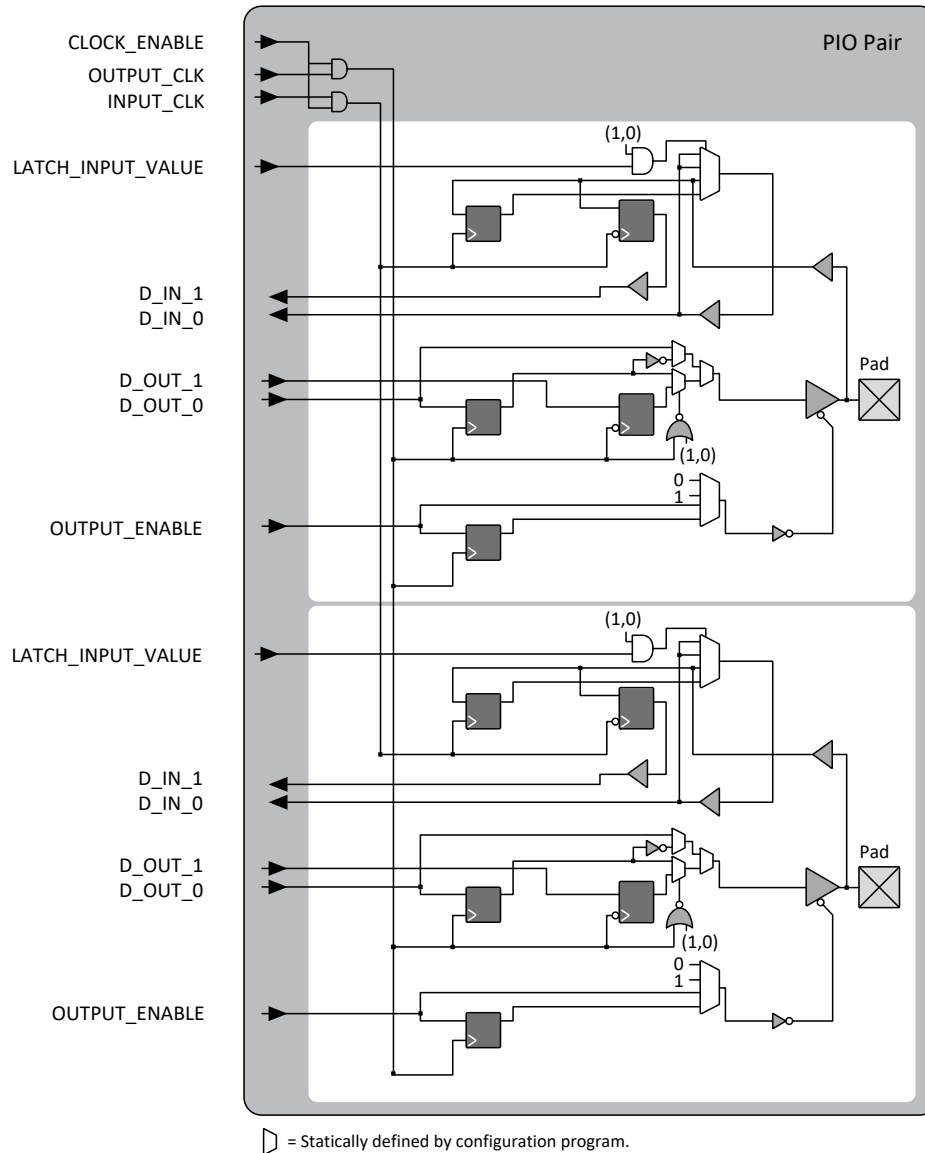 CLOCK_ENABLE
PIO Pair
OUTPUT_CLK
INPUT_CLK
(1,0)
LATCH_INPUT_VALUE
D_IN_1
D_IN_0
Pad
D_OUT_1
D_OUT_0
(1,0)
0
1
OUTPUT_ENABLE
(1,0)
LATCH_INPUT_VALUE
D_IN_1
D_IN_0
Pad
D_OUT_1
D_OUT_0
(1,0)
0
1
OUTPUT_ENABLE
= Statically defined by configuration program.